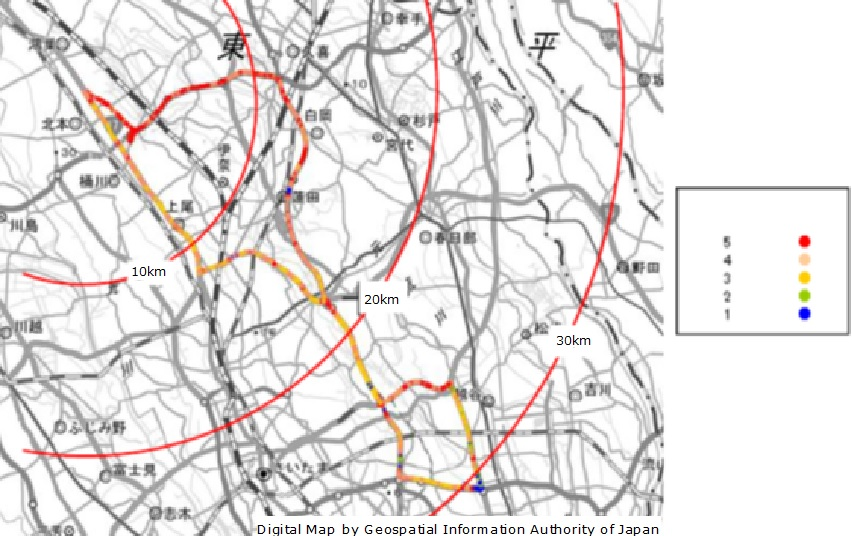 幸手
東
平
久喜
10
白岡
杉戸
北本
宮代
30
伊奈
桶川
蓮田
上尾
川島
春日部
野田
10km
20km
川越
30km
吉川
ふじみ野
さいたま
富士見
志木
5
4
3
2
1
Digital Map by Geospatial Information Authority of Japan